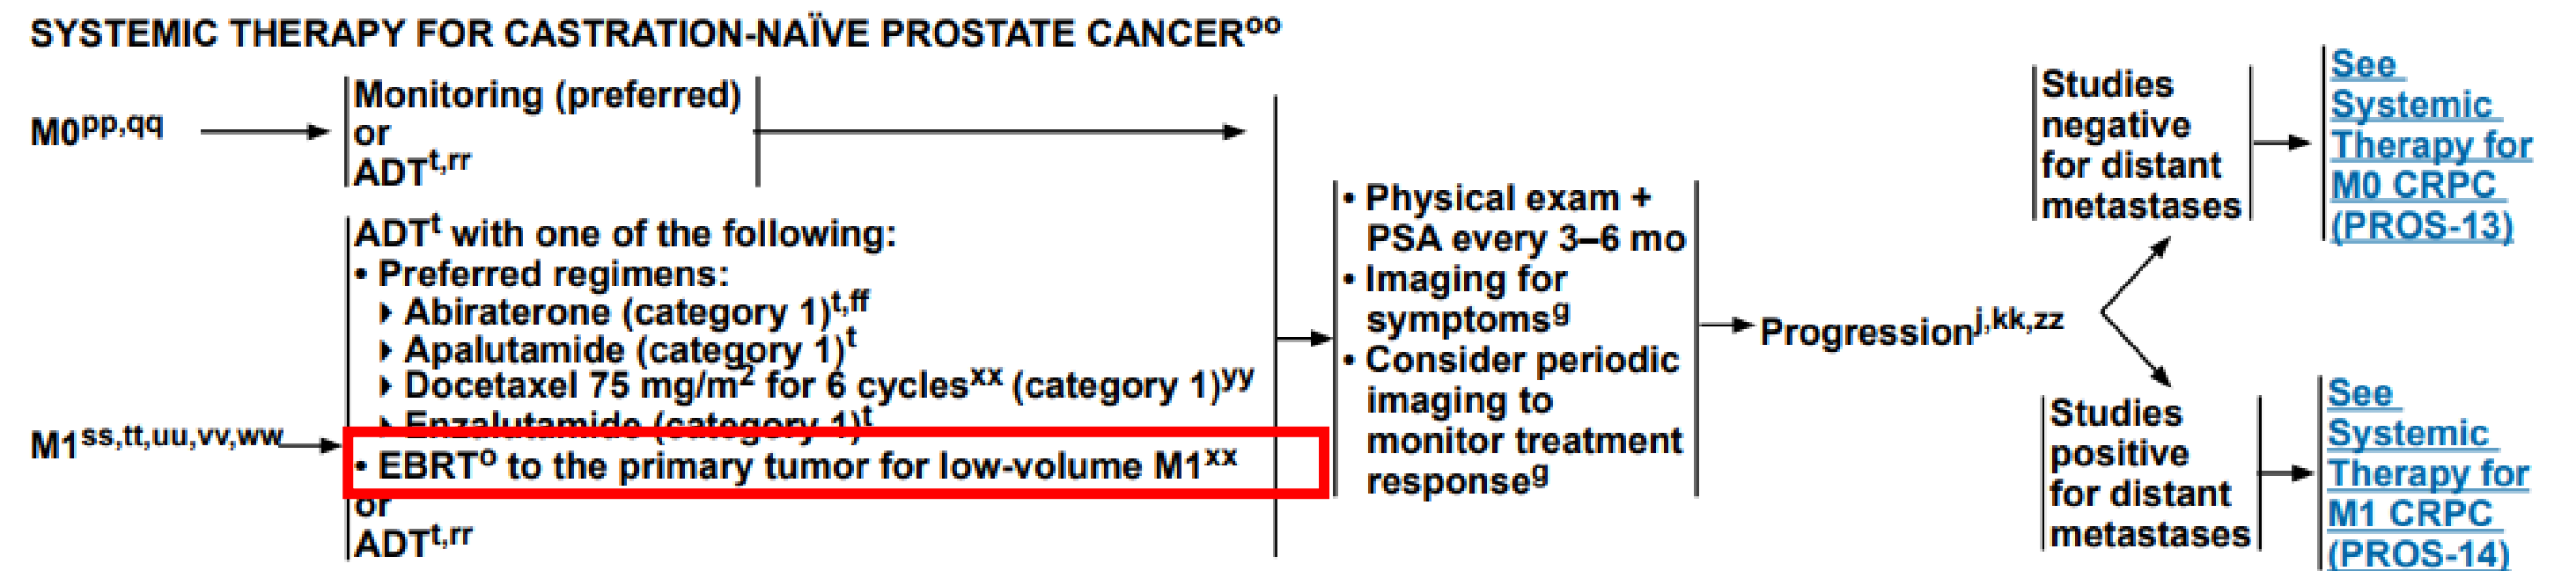 SYSTEMIC THERAPY FOR CASTRATION-NAÏVE PROSTATE CANCERoo
M0pp,qq
Monitoring (preferred)
or
ADTt,rr
M1ss,tt,uu,vv,ww
ADTt with one of the following:
• Preferred regimens:
▸ Abiraterone (category 1)t,ff
▸ Apalutamide (category 1)t
▸ Docetaxel 75 mg/m2 for 6 cyclesxx (category 1)yy
▸ Enzalutamide (category 1)t
• EBRTo to the primary tumor for low-volume M1xx
or
ADTt,rr
• Physical exam +
PSA every 3–6 mo
• Imaging for
symptomsg
• Consider periodic
imaging to
monitor treatment
responseg
Progressionj,kk,zz
Studies
negative
for distant
metastases
See
Systemic
Therapy for
M0 CRPC
(PROS-13)
Studies
positive
for distant
metastases
See
Systemic
Therapy for
M1 CRPC
(PROS-14)